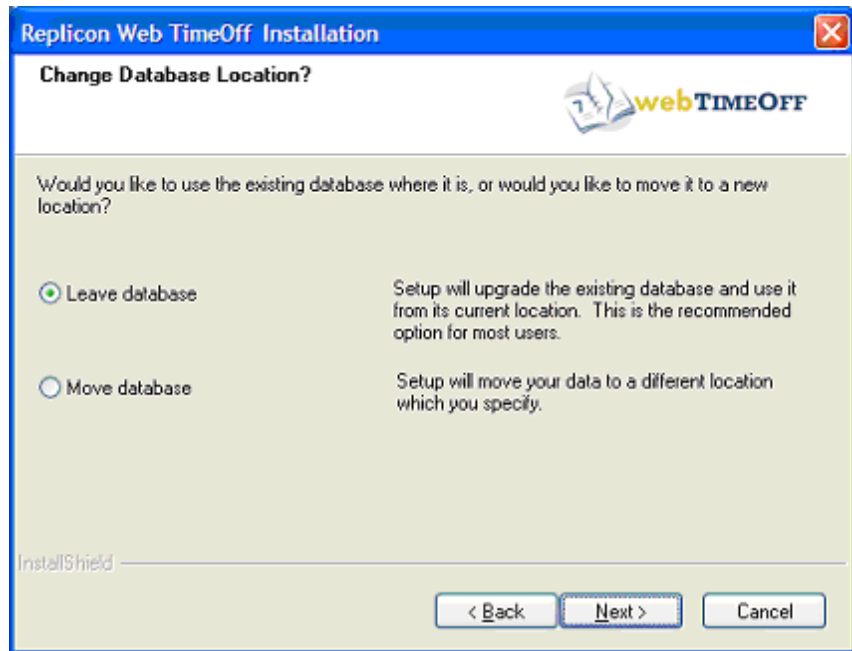 Replicon Web TimeOff Installation
Change Database Location?
webTIMEOFF
Would you like to use the existing database where it is, or would you like to move it to a new
location?
Leave database
Setup will upgrade the existing database and use it
from its current location. This is the recommended
option for most users.
Move database
Setup will move your data to a different location
which you specify.
InstallShield
< Back
Next >
Cancel